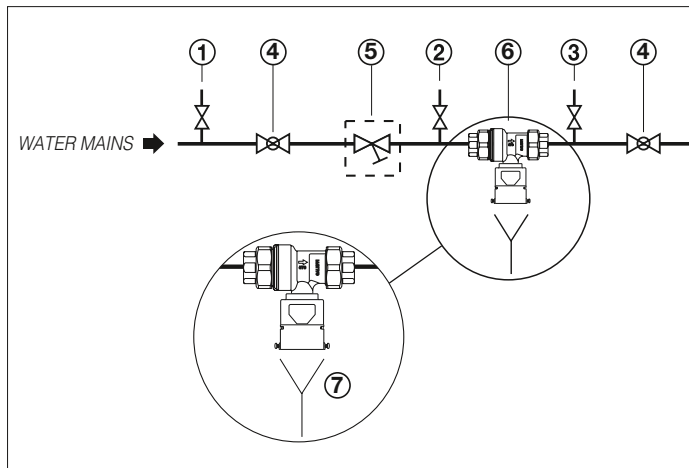 ① ④ ⑤ ② ⑥ ③ ④
WATER MAINS
⑦